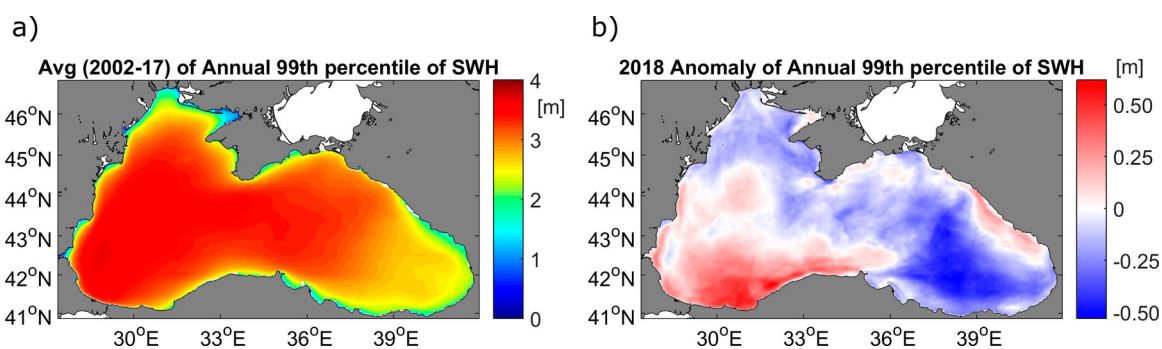 a)
Avg (2002-17) of Annual 99th percentile of SWH
46°N
45°N
44°N
43°N
42°N
41°N
30°E 33°E 36°E 39°E
4
[m]
3
2
1
0
b)
2018 Anomaly of Annual 99th percentile of SWH
[m]
46°N
45°N
44°N
43°N
42°N
41°N
30°E 33°E 36°E 39°E
0.50
0.25
0
-0.25
-0.50